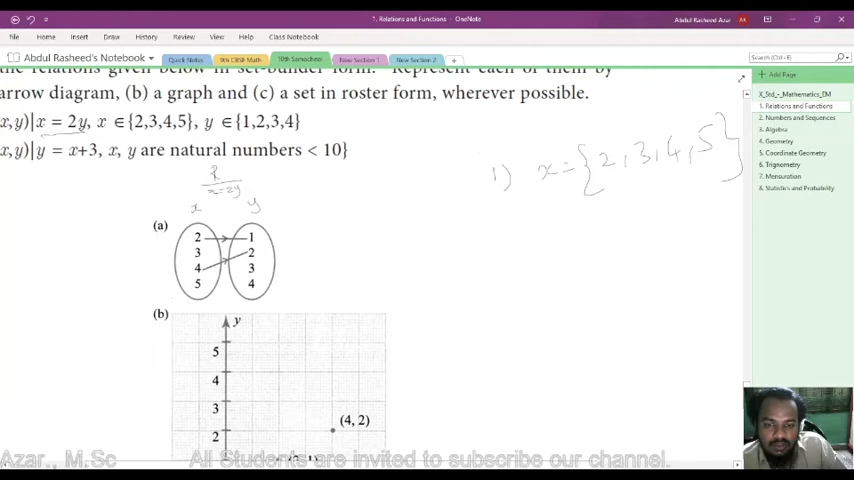 1. Relations and Functions - OneNote
Abdul Rasheed Azar AR
File Home Insert Draw History Review View Help Class Notebook
Abdul Rasheed's Notebook Quick Notes 9th CBSE Math 10th Samacheel New Section 1 New Section 2 +
Search (Ctrl+E)
Add Page
X_Std_-_Mathematics_EM
1. Relations and Functions
2. Numbers and Sequences
3. Algebra
4. Geometry
5. Coordinate Geometry
6. Trigonometry
7. Mensuration
8. Statistics and Probability
the relations given below in set-builder form. Represent each of them by
arrow diagram, (b) a graph and (c) a set in roster form, wherever possible.
x,y)|x = 2y, x ∈{2,3,4,5}, y ∈{1,2,3,4}
x,y)|y = x+3, x, y are natural numbers < 10}
1) x = {2, 3, 4, 5}
R
x=2y
x y
(a)
2 1
3 2
4 3
5 4
(b)
y
5
4
3
(4, 2)
2
Azar., M.Sc All Students are invited to subscribe our channel.